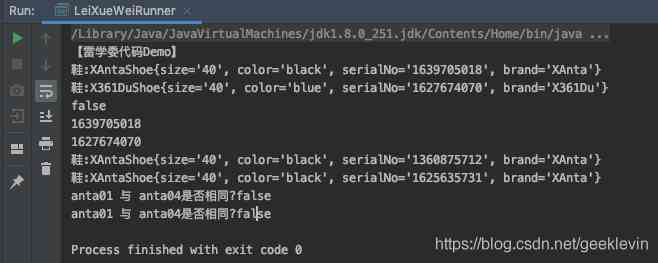 Run: LeiXueWeiRunner ×
/Library/Java/JavaVirtualMachines/jdk1.8.0_251.jdk/Contents/Home/bin/java ...
【雷学委代码Demo】
鞋:XAntaShoe{size='40', color='black', serialNo='1639705018', brand='XAnta'}
鞋:X361DuShoe{size='40', color='blue', serialNo='1627674070', brand='X361Du'}
false
1639705018
1627674070
鞋:XAntaShoe{size='40', color='black', serialNo='1360875712', brand='XAnta'}
鞋:XAntaShoe{size='40', color='black', serialNo='1625635731', brand='XAnta'}
anta01 与 anta04是否相同?false
anta01 与 anta04是否相同?false
Process finished with exit code 0
https://blog.csdn.net/geeklevin